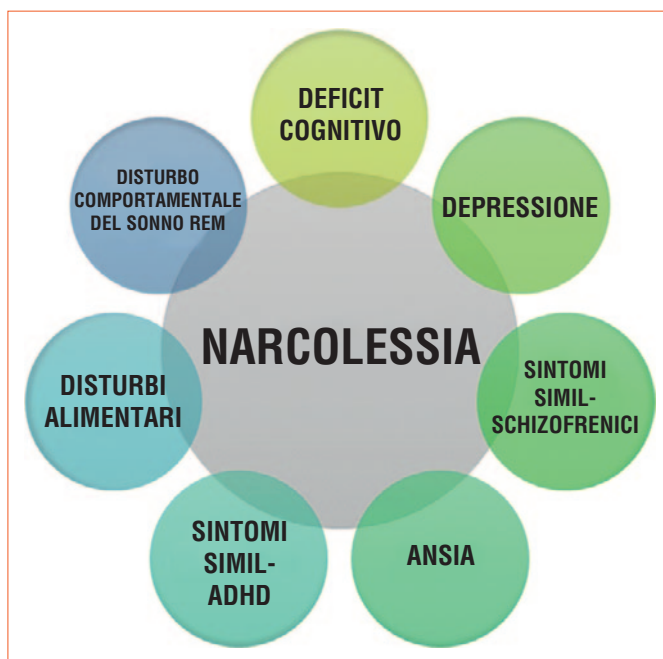 DEFICIT
COGNITIVO
DEPRESSIONE
SINTOMI
SIMIL-
SCHIZOFRENICI
ANSIA
SINTOMI
SIMIL-
ADHD
DISTURBI
ALIMENTARI
DISTURBO
COMPORTAMENTALE
DEL SONNO REM
NARCOLESSIA